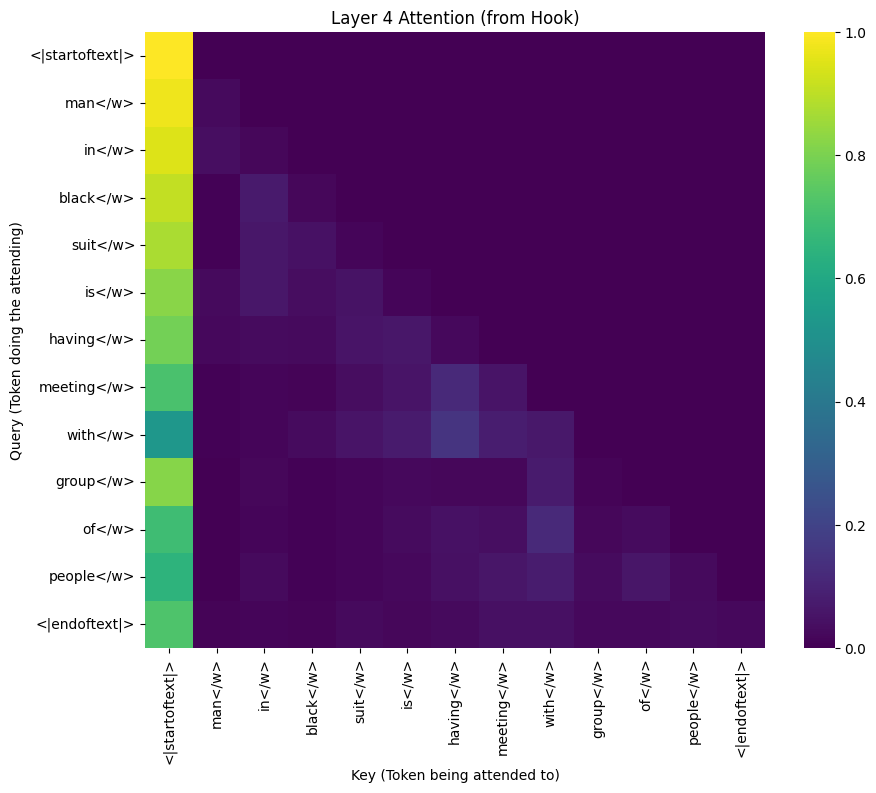 Layer 4 Attention (from Hook)
Query (Token doing the attending)
<|startoftext|>
man</w>
in</w>
black</w>
suit</w>
is</w>
having</w>
meeting</w>
with</w>
group</w>
of</w>
people</w>
<|endoftext|>
<|startoftext|>
man</w>
in</w>
black</w>
suit</w>
is</w>
having</w>
meeting</w>
with</w>
group</w>
of</w>
people</w>
<|endoftext|>
Key (Token being attended to)
1.0
0.8
0.6
0.4
0.2
0.0